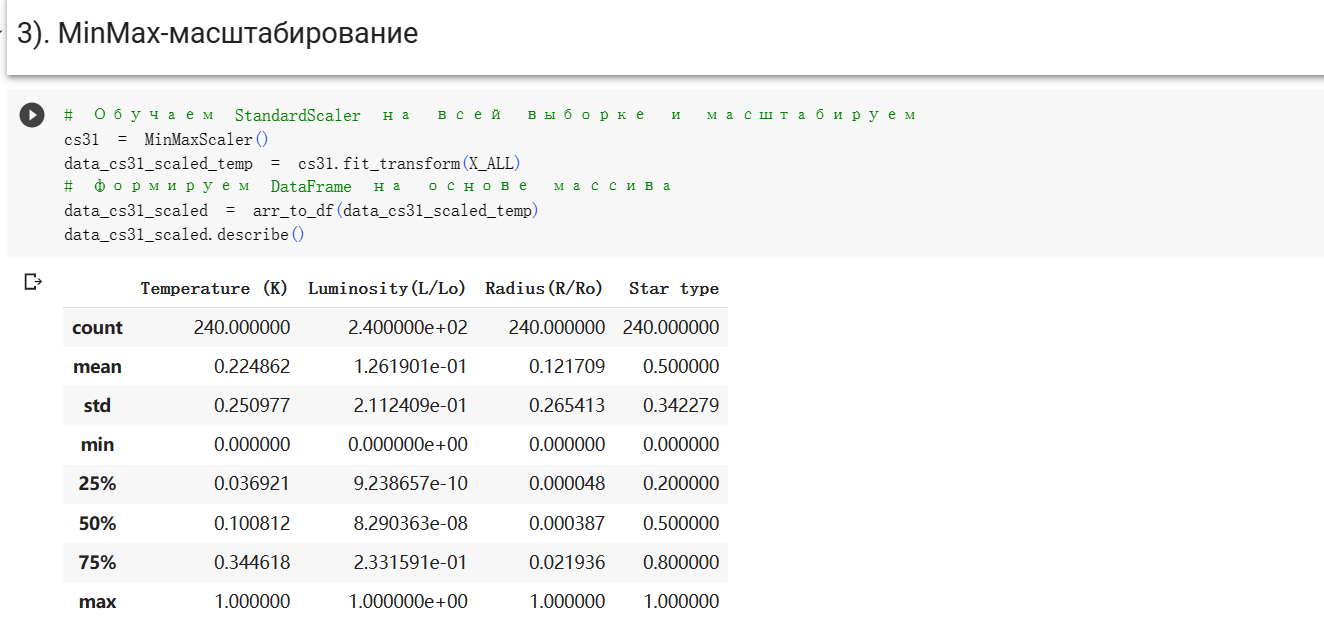 3). MinMax-масштабирование
# Обучаем StandardScaler на всей выборке и масштабируем
cs31 = MinMaxScaler()
data_cs31_scaled_temp = cs31.fit_transform(X_ALL)
# формируем DataFrame на основе массива
data_cs31_scaled = arr_to_df(data_cs31_scaled_temp)
data_cs31_scaled.describe()
Temperature (K) Luminosity(L/Lo) Radius(R/Ro) Star type
count 240.000000 2.400000e+02 240.000000 240.000000
mean 0.224862 1.261901e-01 0.121709 0.500000
std 0.250977 2.112409e-01 0.265413 0.342279
min 0.000000 0.000000e+00 0.000000 0.000000
25% 0.036921 9.238657e-10 0.000048 0.200000
50% 0.100812 8.290363e-08 0.000387 0.500000
75% 0.344618 2.331591e-01 0.021936 0.800000
max 1.000000 1.000000e+00 1.000000 1.000000